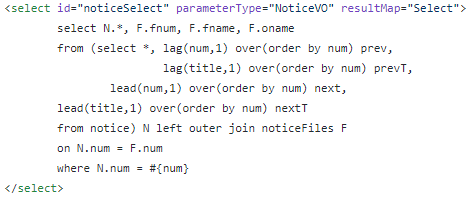 <select id="noticeSelect" parameterType="NoticeVO" resultMap="Select">
select N.*, F.fnum, F.fname, F.oname
from (select *, lag(num,1) over(order by num) prev,
lag(title,1) over(order by num) prevT,
lead(num,1) over(order by num) next,
lead(title,1) over(order by num) nextT
from notice) N left outer join noticeFiles F
on N.num = F.num
where N.num = #{num}
</select>